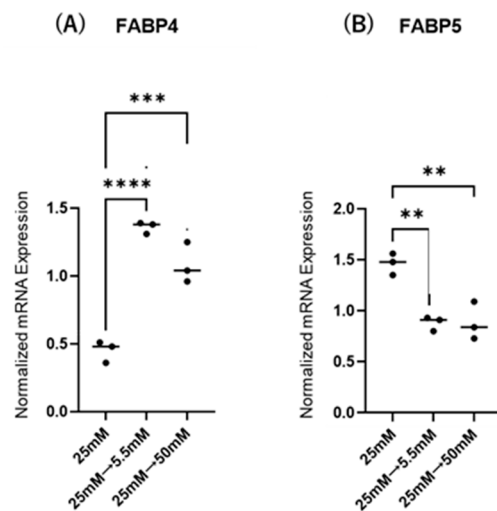 (A) FABP4
(B) FABP5
***
****
Normalized mRNA Expression
1.5
1.0
0.5
0.0
25mM
25mM→5.5mM
25mM→50mM
**
**
Normalized mRNA Expression
2.0
1.5
1.0
0.5
0.0
25mM
25mM→5.5mM
25mM→50mM